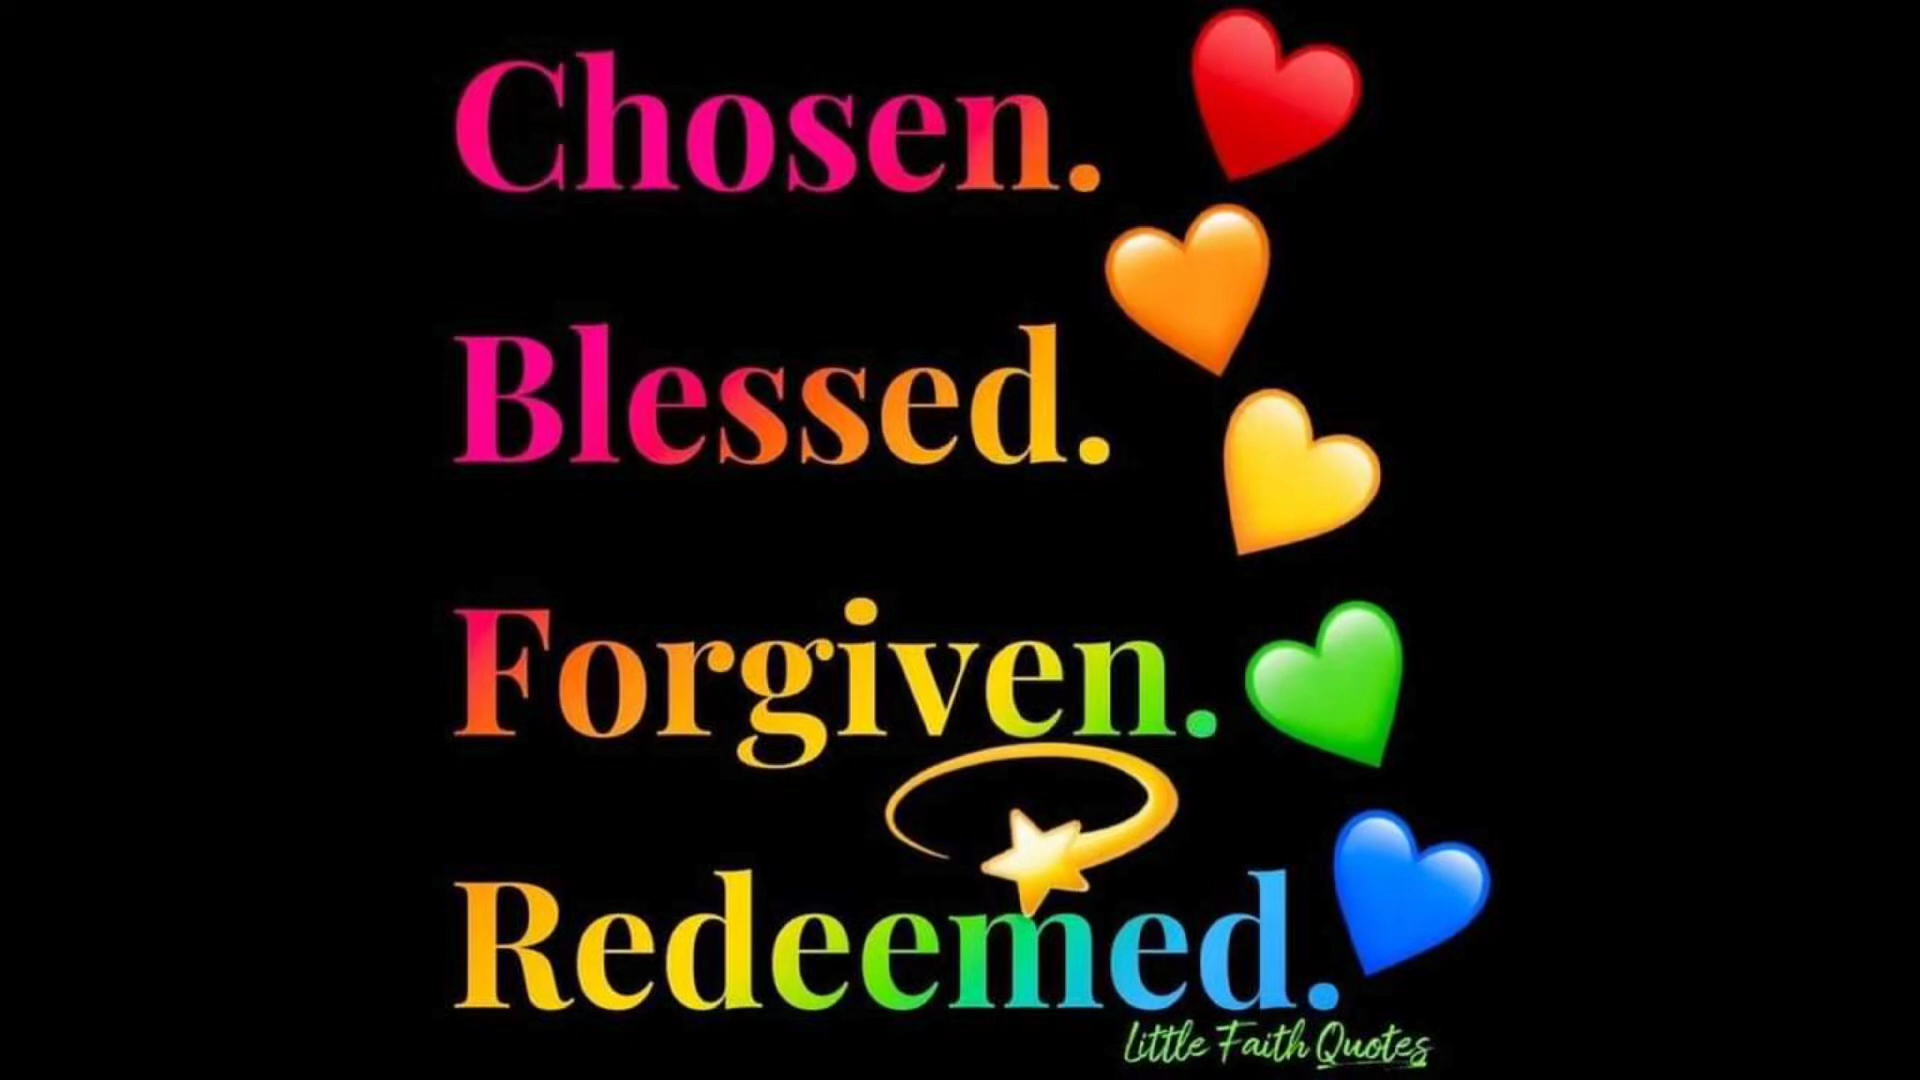 Chosen.
Blessed.
Forgiven.
Redeemed.
Little Faith Quotes